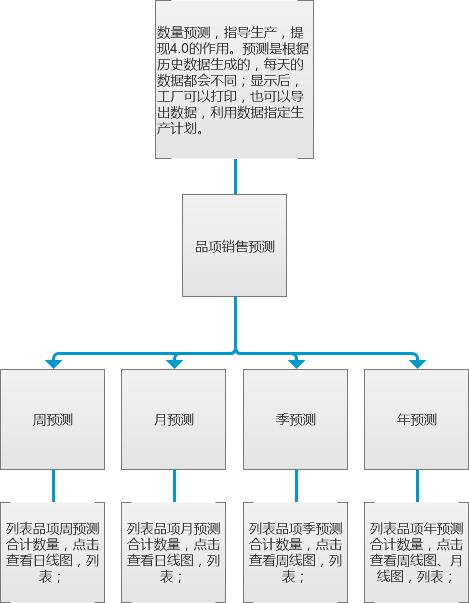 数量预测，指导生产，提
现4.0的作用。预测是根据
历史数据生成的，每天的
数据都会不同；显示后，
工厂可以打印，也可以导
出数据，利用数据指定生
产计划。
品项销售预测
周预测
月预测
季预测
年预测
列表品项周预测
合计数量，点击
查看日线图，列
表；
列表品项月预测
合计数量，点击
查看日线图，列
表；
列表品项季预测
合计数量，点击
查看周线图，列
表；
列表品项年预测
合计数量，点击
查看周线图、月
线图，列表；